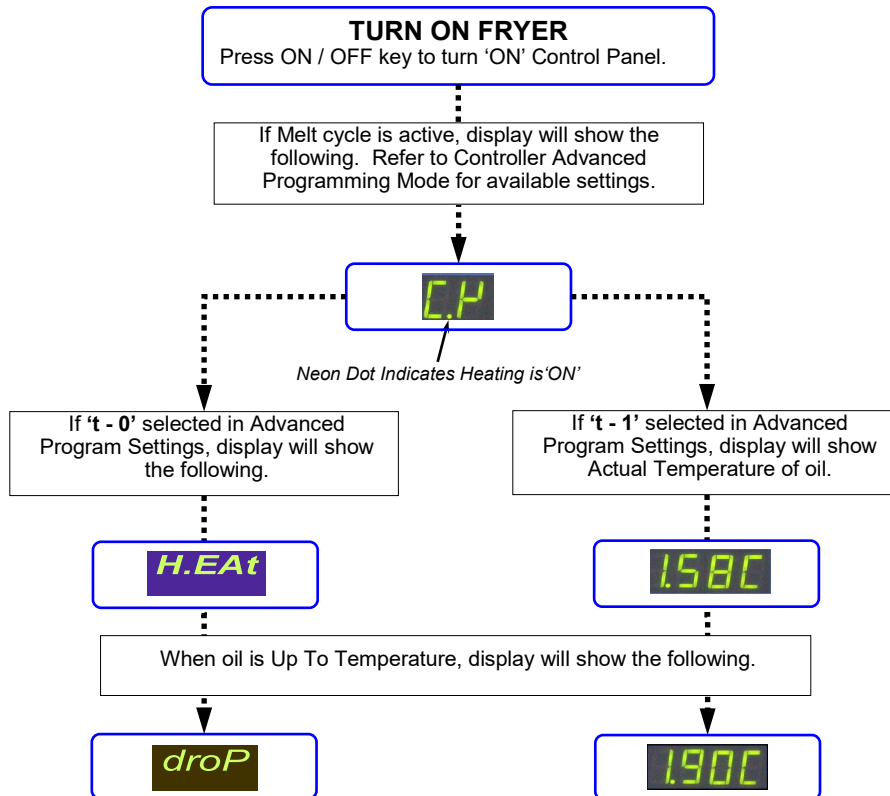 TURN ON FRYER
Press ON / OFF key to turn ‘ON’ Control Panel.
If Melt cycle is active, display will show the
following. Refer to Controller Advanced
Programming Mode for available settings.
C.Y
Neon Dot Indicates Heating is‘ON’
If ‘t - 0’ selected in Advanced
Program Settings, display will show
the following.
If ‘t - 1’ selected in Advanced
Program Settings, display will show
Actual Temperature of oil.
H.EAt
1.58C
When oil is Up To Temperature, display will show the following.
droP
1.90C